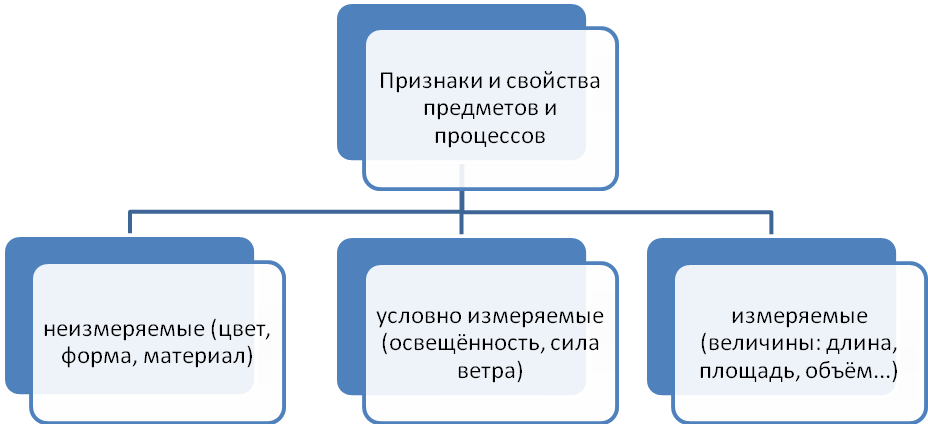 Признаки и свойства
предметов и
процессов
неизмеряемые (цвет,
форма, материал)
условно измеряемые
(освещённость, сила
ветра)
измеряемые
(величины: длина,
площадь, объём...)